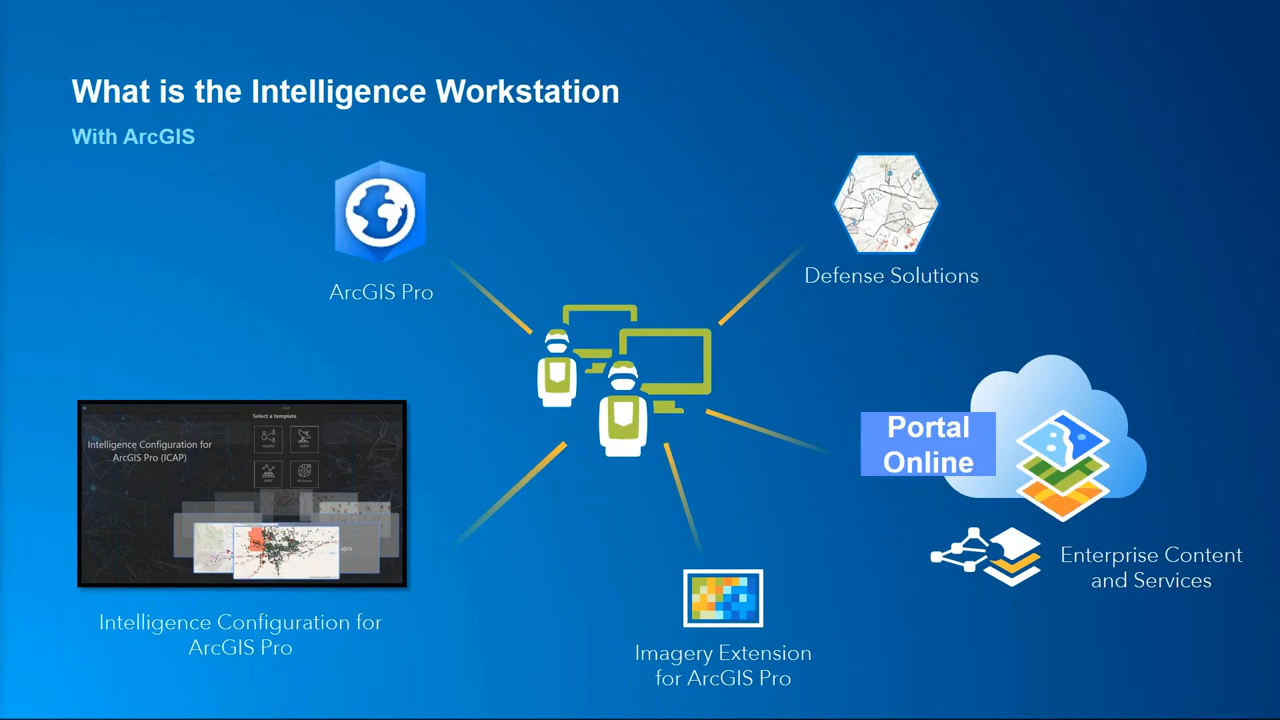 What is the Intelligence Workstation
With ArcGIS
ArcGIS Pro
Defense Solutions
Select a template
Intelligence Configuration for
ArcGIS Pro (ICAP)
Portal
Online
Enterprise Content
and Services
Intelligence Configuration for
ArcGIS Pro
Imagery Extension
for ArcGIS Pro